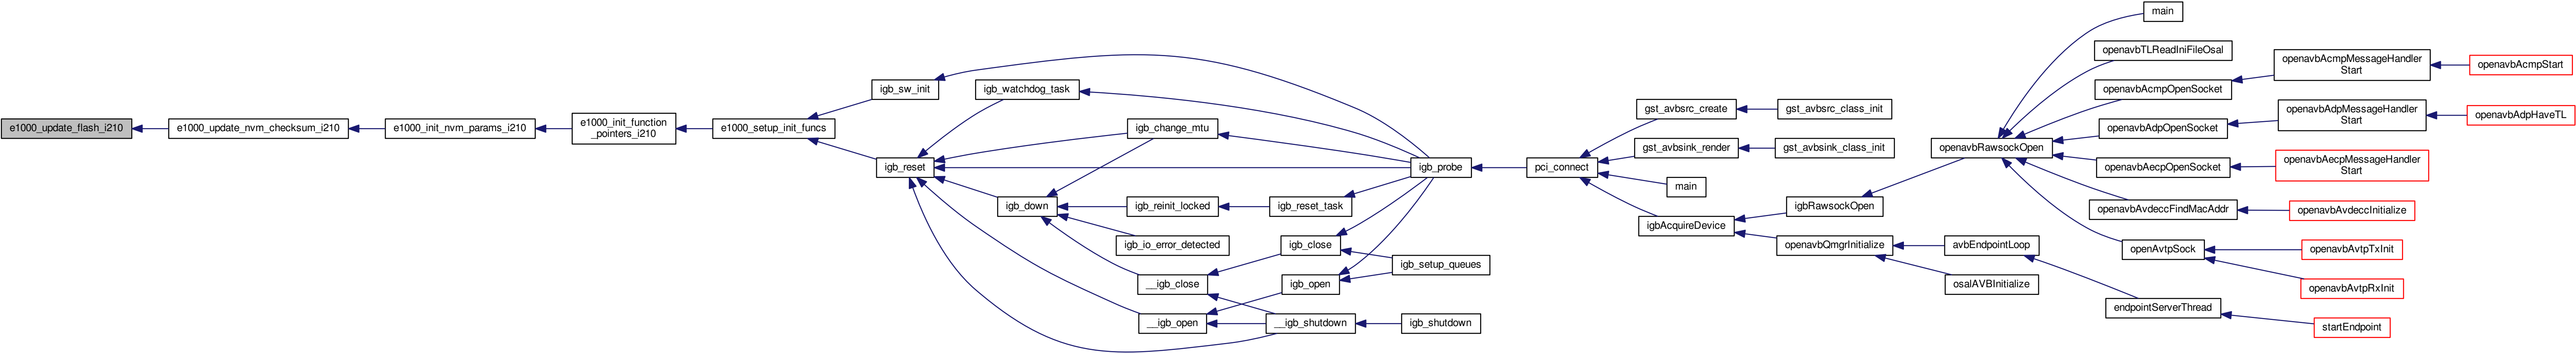 e1000_update_flash_i210
e1000_update_nvm_checksum_i210
e1000_init_nvm_params_i210
e1000_init_function
_pointers_i210
e1000_setup_init_funcs
igb_sw_init
igb_reset
igb_watchdog_task
igb_change_mtu
igb_down
igb_reinit_locked
igb_io_error_detected
__igb_close
__igb_open
igb_reset_task
igb_close
igb_open
__igb_shutdown
igb_probe
igb_setup_queues
igb_shutdown
pci_connect
gst_avbsrc_create
gst_avbsink_render
main
igbAcquireDevice
gst_avbsrc_class_init
gst_avbsink_class_init
igbRawsockOpen
openavbQmgrInitialize
openavbRawsockOpen
avbEndpointLoop
osalAVBInitialize
main
openavbTLReadIniFileOsal
openavbAcmpOpenSocket
openavbAdpOpenSocket
openavbAecpOpenSocket
openavbAvdeccFindMacAddr
openAvtpSock
endpointServerThread
openavbAcmpMessageHandler
Start
openavbAdpMessageHandler
Start
openavbAecpMessageHandler
Start
openavbAvdeccInitialize
openavbAvtpTxInit
openavbAvtpRxInit
startEndpoint
openavbAcmpStart
openavbAdpHaveTL